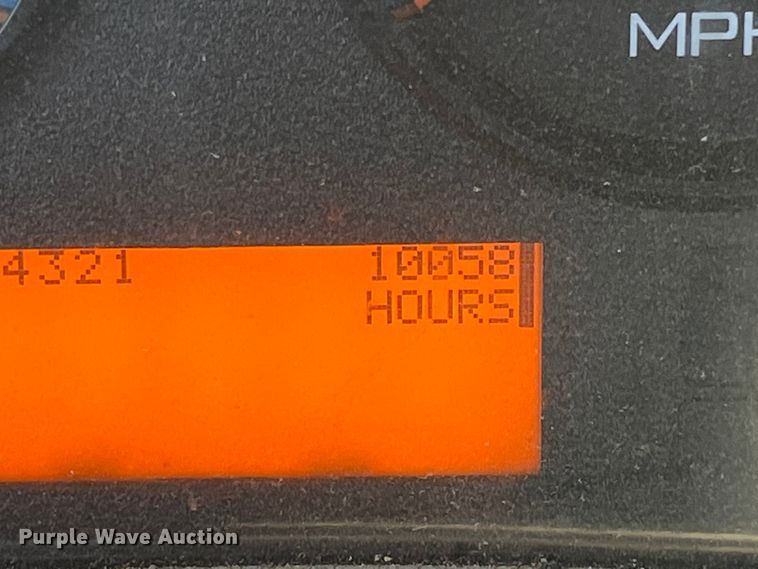 MPH
4321 10058
HOURS
Purple Wave Auction